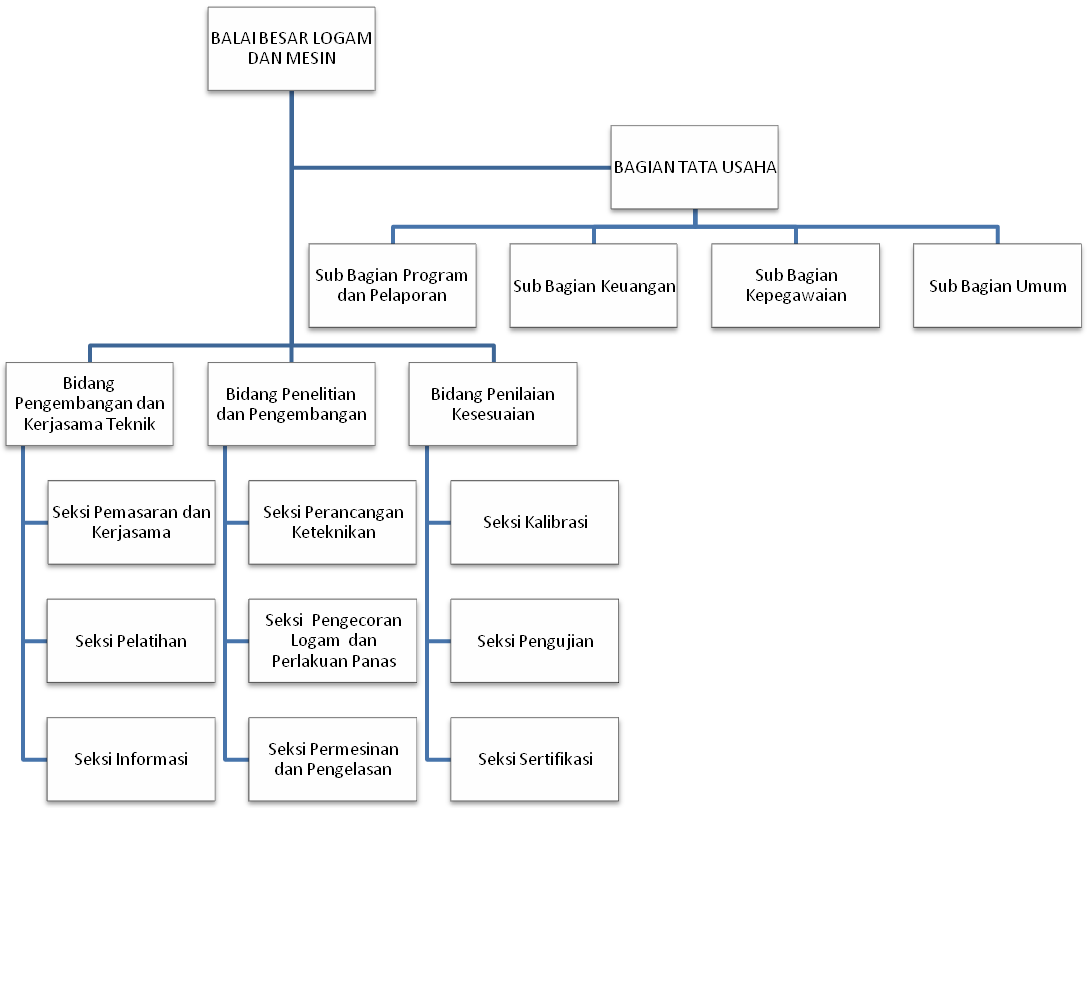 BALAI BESAR LOGAM
DAN MESIN
BAGIAN TATA USAHA
Sub Bagian Program
dan Pelaporan
Sub Bagian Keuangan
Sub Bagian
Kepegawaian
Sub Bagian Umum
Bidang
Pengembangan dan
Kerjasama Teknik
Bidang Penelitian
dan Pengembangan
Bidang Penilaian
Kesesuaian
Seksi Pemasaran dan
Kerjasama
Seksi Perancangan
Keteknikan
Seksi Kalibrasi
Seksi Pelatihan
Seksi Pengecoran
Logam dan
Perlakuan Panas
Seksi Pengujian
Seksi Informasi
Seksi Permesinan
dan Pengelasan
Seksi Sertifikasi